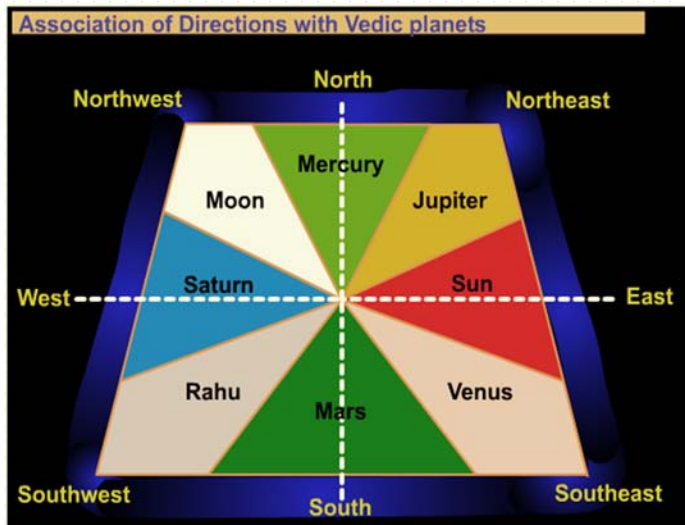 Association of Directions with Vedic planets
North
Northwest
Northeast
Mercury
Moon
Jupiter
Saturn
Sun
West
East
Rahu
Venus
Mars
Southwest
South
Southeast